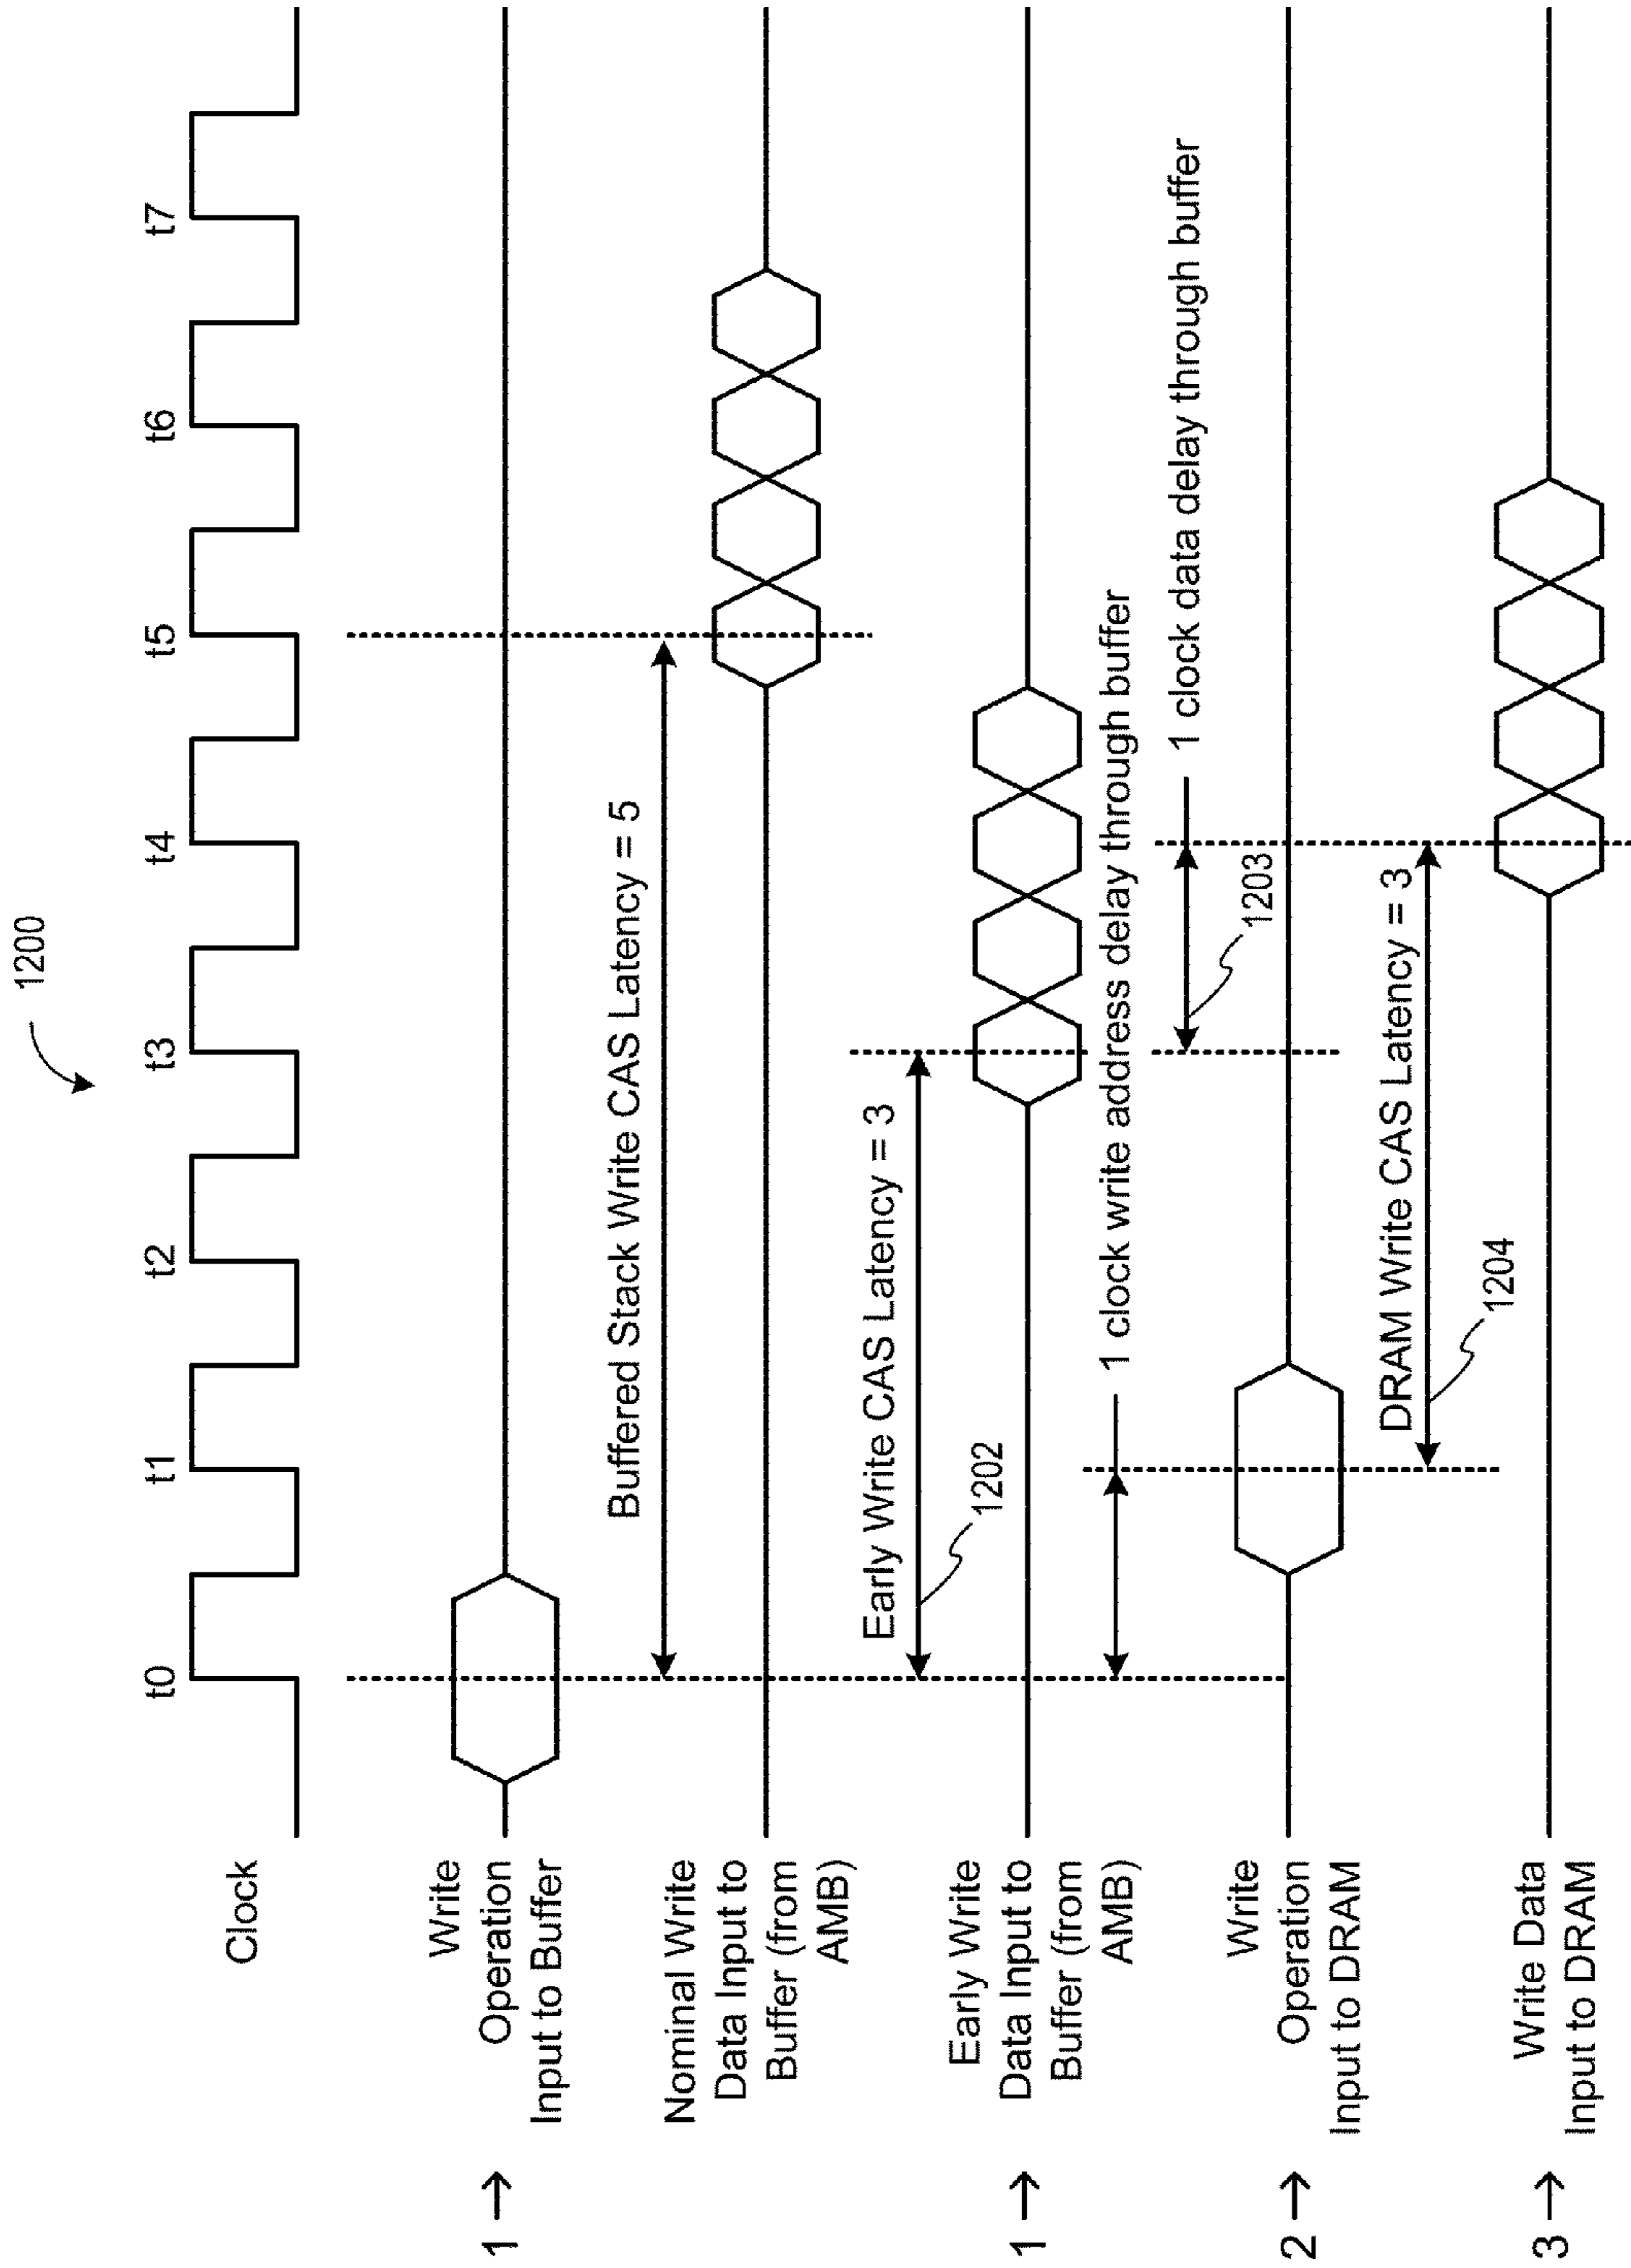 1200
t0 t1 t2 t3 t4 t5 t6 t7
Clock
1
Write
Operation
Input to Buffer
Buffered Stack Write CAS Latency = 5
Nominal Write
Data Input to
Buffer (from
AMB)
Early Write CAS Latency = 3
1202
1
Early Write
Data Input to
Buffer (from
AMB)
1 clock write address delay through buffer
1 clock data delay through buffer
1203
2
Write
Operation
Input to DRAM
DRAM Write CAS Latency = 3
1204
3
Write Data
Input to DRAM